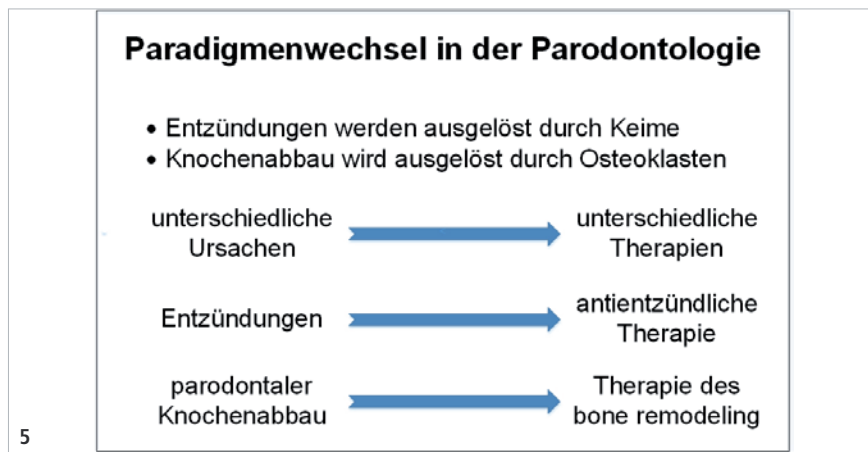 Paradigmenwechsel in der Parodontologie
• Entzündungen werden ausgelöst durch Keime
• Knochenabbau wird ausgelöst durch Osteoklasten
unterschiedliche
Ursachen
unterschiedliche
Therapien
Entzündungen
antientzündliche
Therapie
parodontaler
Knochenabbau
Therapie des
bone remodeling
5